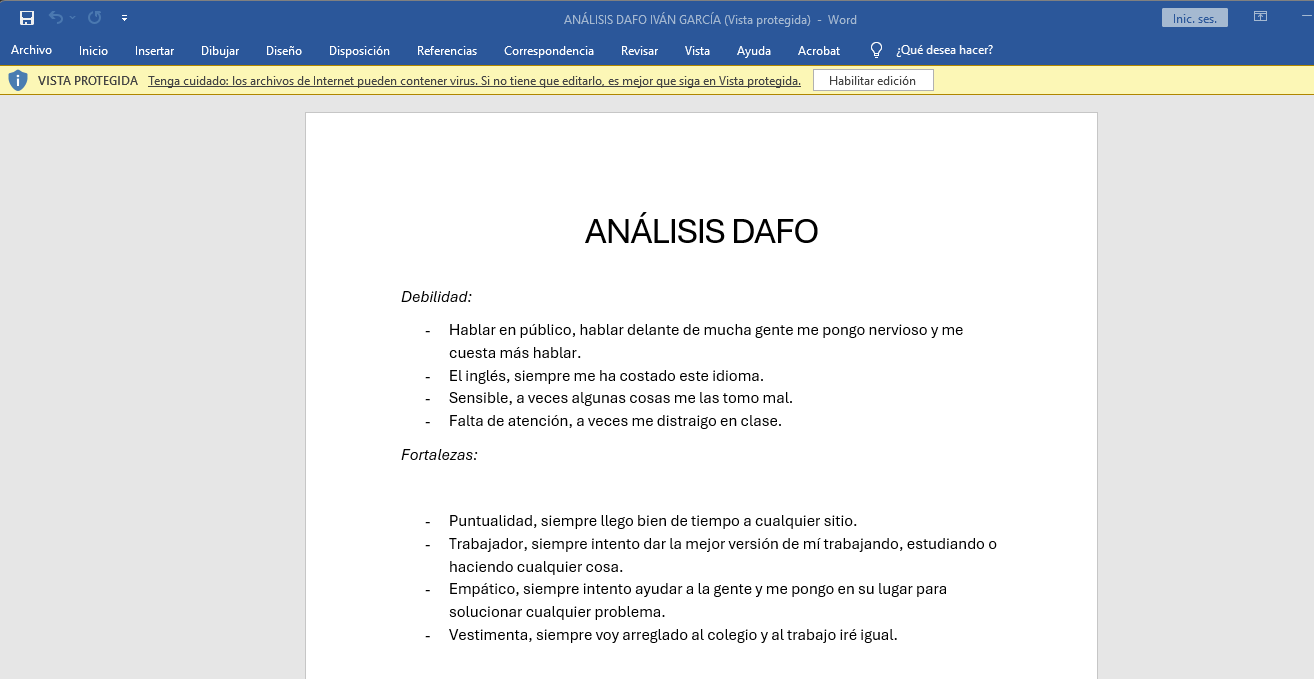 ANÁLISIS DAFO IVÁN GARCÍA (Vista protegida) - Word
Inic. ses.
Archivo Inicio Insertar Dibujar Diseño Disposición Referencias Correspondencia Revisar Vista Ayuda Acrobat ¿Qué desea hacer?
VISTA PROTEGIDA Tenga cuidado: los archivos de Internet pueden contener virus. Si no tiene que editarlo, es mejor que siga en Vista protegida. Habilitar edición
ANÁLISIS DAFO
Debilidad:
- Hablar en público, hablar delante de mucha gente me pongo nervioso y me
cuesta más hablar.
- El inglés, siempre me ha costado este idioma.
- Sensible, a veces algunas cosas me las tomo mal.
- Falta de atención, a veces me distraigo en clase.
Fortalezas:
- Puntualidad, siempre llego bien de tiempo a cualquier sitio.
- Trabajador, siempre intento dar la mejor versión de mí trabajando, estudiando o
haciendo cualquier cosa.
- Empático, siempre intento ayudar a la gente y me pongo en su lugar para
solucionar cualquier problema.
- Vestimenta, siempre voy arreglado al colegio y al trabajo iré igual.